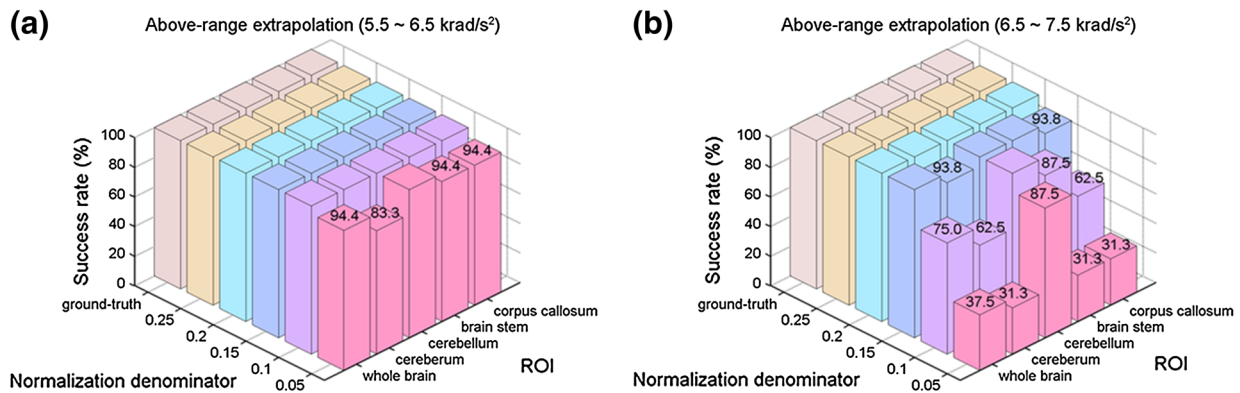 (a)
Above-range extrapolation (5.5 ~ 6.5 krad/s²)
Success rate (%)
100
80
60
40
20
0
94.4
83.3
94.4
94.4
ground-truth
0.25
0.2
0.15
0.1
0.05
Normalization denominator
whole brain
cereberum
cerebellum
brain stem
corpus callosum
ROI
(b)
Above-range extrapolation (6.5 ~ 7.5 krad/s²)
Success rate (%)
100
80
60
40
20
0
93.8
93.8
75.0
62.5
87.5
62.5
37.5
31.3
87.5
31.3
31.3
ground-truth
0.25
0.2
0.15
0.1
0.05
Normalization denominator
whole brain
cereberum
cerebellum
brain stem
corpus callosum
ROI